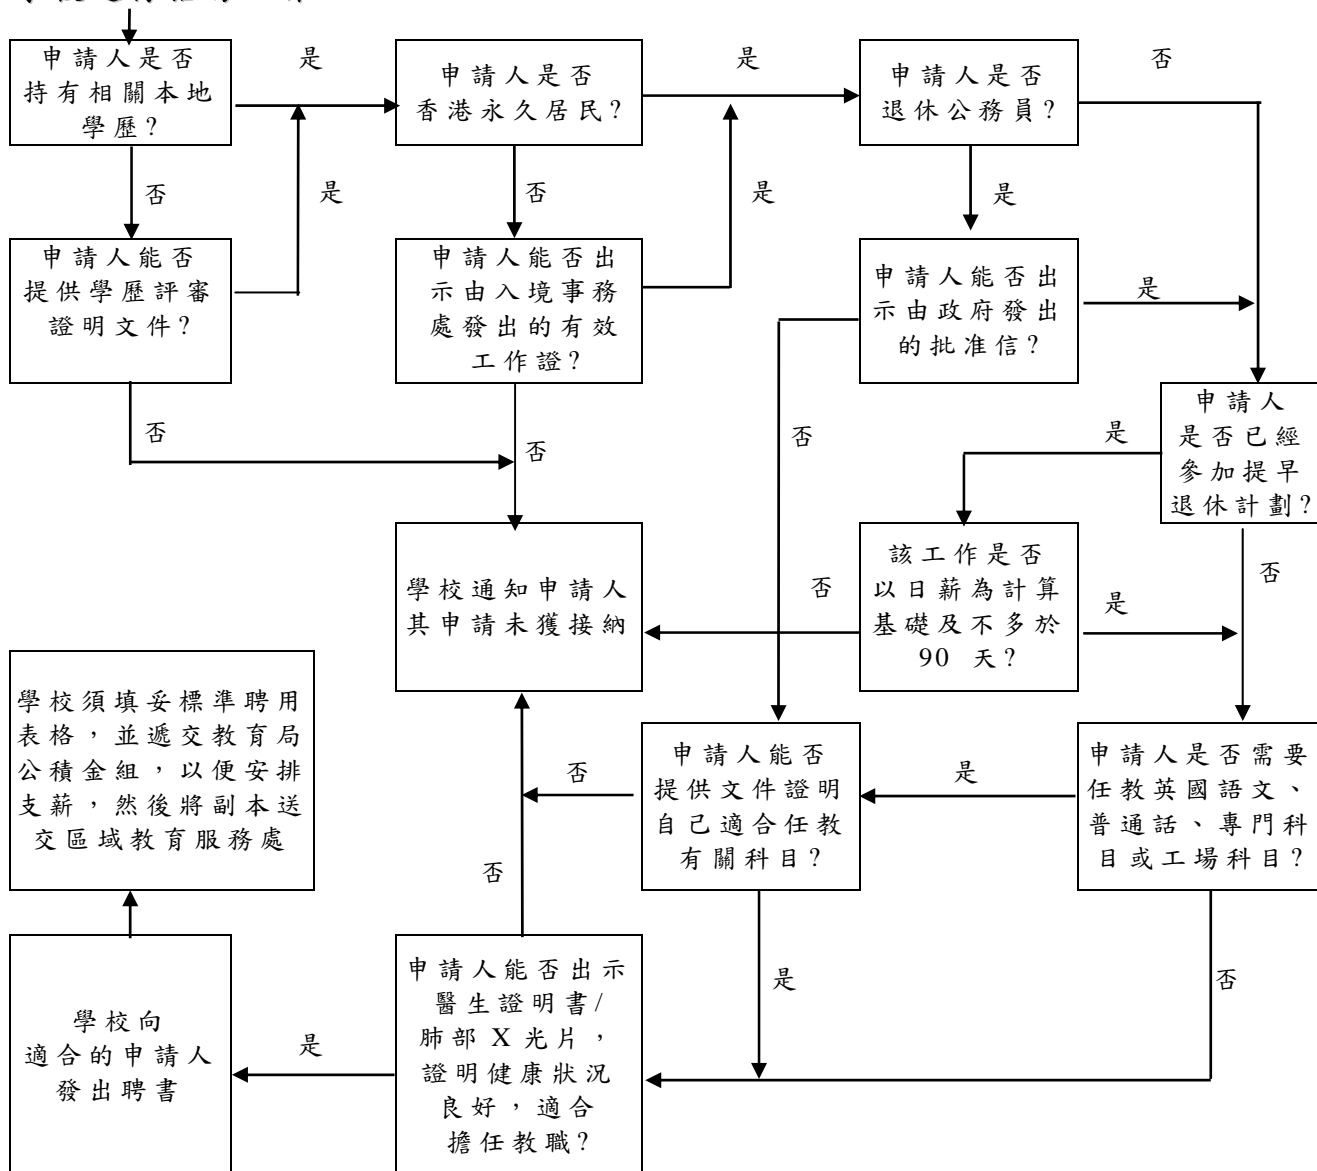 申請人是否
持有相關本地
學歷?
是
申請人是否
香港永久居民?
是
申請人是否
退休公務員?
否
否
是
否
是
是
申請人能否
提供學歷評審
證明文件?
申請人能否出
示由入境事務
處發出的有效
工作證?
申請人能否出
示由政府發出
的批准信?
是
否
否
否
是
申請人
是否已經
參加提早
退休計劃?
學校通知申請人
其申請未獲接納
否
該工作是否
以日薪為計算
基礎及不多於
90 天?
是
否
學校須填妥標準聘用
表格,並遞交教育局
公積金組,以便安排
支薪,然後將副本送
交區域教育服務處
否
申請人能否
提供文件證明
自己適合任教
有關科目?
是
申請人是否需要
任教英國語文、
普通話、專門科
目或工場科目?
否
是
否
學校向
適合的申請人
發出聘書
是
申請人能否出示
醫生證明書/
肺部 X 光片,
證明健康狀況
良好,適合
擔任教職?